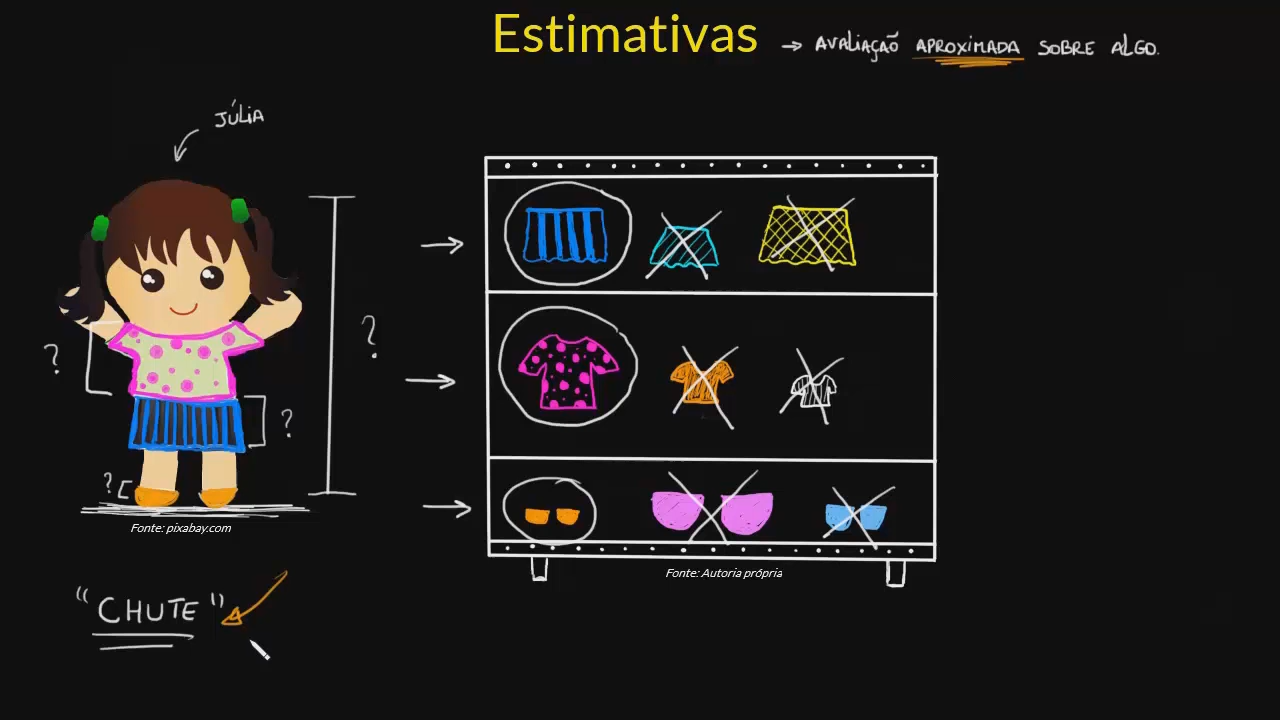 Estimativas → AVALIAÇÃO APROXIMADA SOBRE ALGO.
JÚLIA
?
?
?
?
Fonte: pixabay.com
Fonte: Autoria própria
"CHUTE"